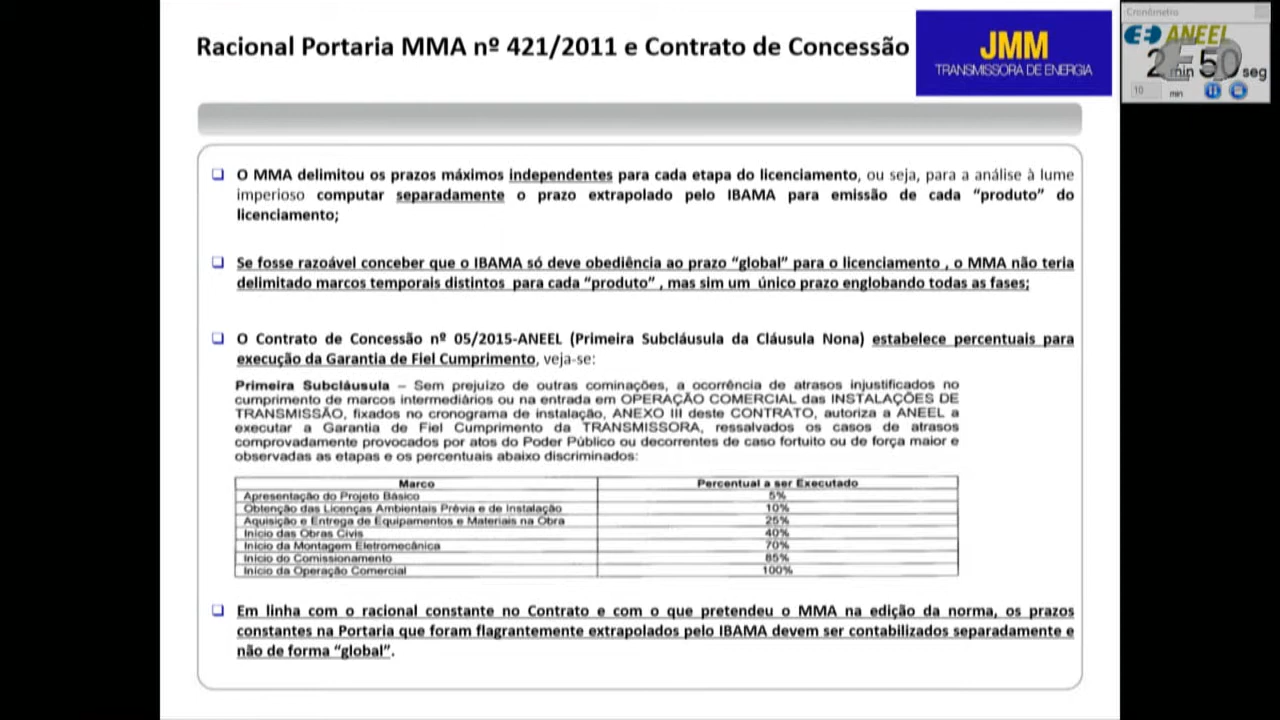 Racional Portaria MMA nº 421/2011 e Contrato de Concessão
JMM
TRANSMISSORA DE ENERGIA
Cronômetro
ANEEL
2 min 50 seg
10 min
O MMA delimitou os prazos máximos independentes para cada etapa do licenciamento, ou seja, para a análise à lume
imperioso computar separadamente o prazo extrapolado pelo IBAMA para emissão de cada “produto” do
licenciamento;
Se fosse razoável conceber que o IBAMA só deve obediência ao prazo “global” para o licenciamento , o MMA não teria
delimitado marcos temporais distintos para cada “produto” , mas sim um único prazo englobando todas as fases;
O Contrato de Concessão nº 05/2015-ANEEL (Primeira Subcláusula da Cláusula Nona) estabelece percentuais para
execução da Garantia de Fiel Cumprimento, veja-se:
Primeira Subcláusula – Sem prejuízo de outras cominações, a ocorrência de atrasos injustificados no
cumprimento de marcos intermediários ou na entrada em OPERAÇÃO COMERCIAL das INSTALAÇÕES DE
TRANSMISSÃO, fixados no cronograma de instalação, ANEXO III deste CONTRATO, autoriza a ANEEL a
executar a Garantia de Fiel Cumprimento da TRANSMISSORA, ressalvados os casos de atrasos
comprovadamente provocados por atos do Poder Público ou decorrentes de caso fortuito ou de força maior e
observadas as etapas e os percentuais abaixo discriminados:
Marco Percentual a ser Executado
Apresentação do Projeto Básico 5%
Obtenção das Licenças Ambientais Prévia e de Instalação 10%
Aquisição e Entrega de Equipamentos e Materiais na Obra 25%
Início das Obras Civis 40%
Início da Montagem Eletromecânica 70%
Início do Comissionamento 85%
Início da Operação Comercial 100%
Em linha com o racional constante no Contrato e com o que pretendeu o MMA na edição da norma, os prazos
constantes na Portaria que foram flagrantemente extrapolados pelo IBAMA devem ser contabilizados separadamente e
não de forma “global”.